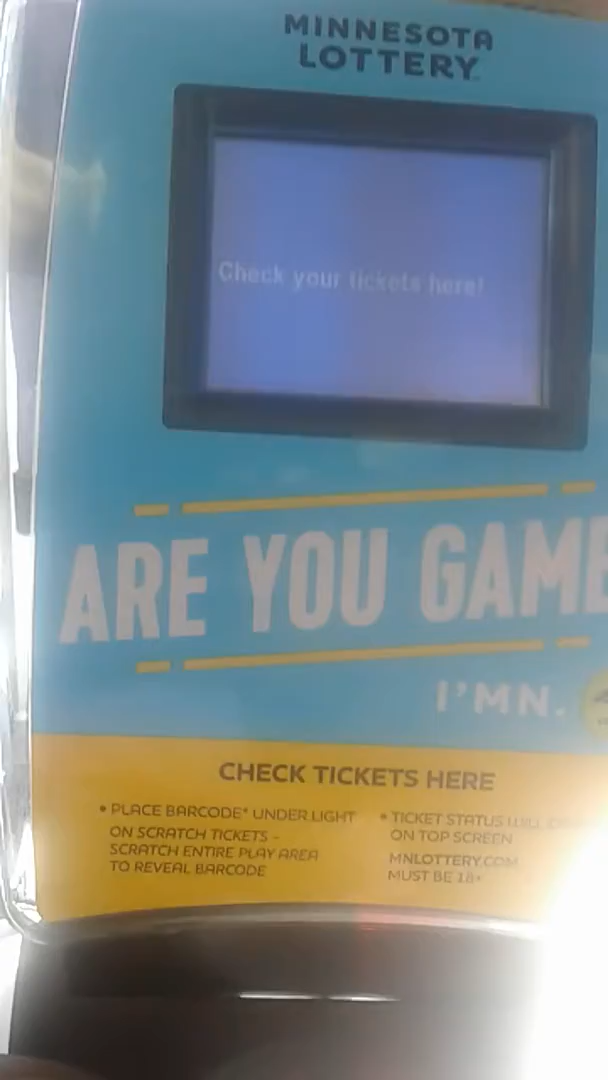 MINNESOTA
LOTTERY
Check your tickets here!
ARE YOU GAME
I'MN.
CHECK TICKETS HERE
• PLACE BARCODE* UNDER LIGHT
ON SCRATCH TICKETS –
SCRATCH ENTIRE PLAY AREA
TO REVEAL BARCODE
• TICKET STATUS WILL
ON TOP SCREEN
MNLOTTERY.COM
MUST BE 18+